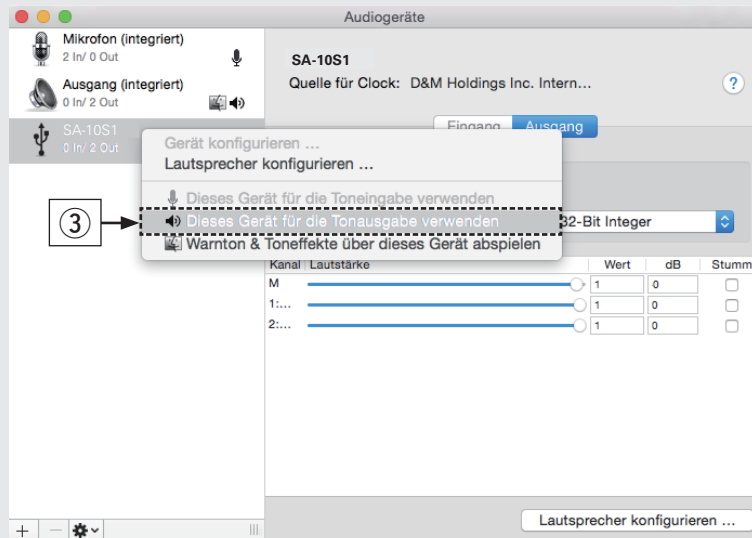 Audiogeräte
Mikrofon (integriert)
2 In/ 0 Out
Ausgang (integriert)
0 In/ 2 Out
SA-10S1
0 In/ 2 Out
SA-10S1
Quelle für Clock: D&M Holdings Inc. Intern...
?
Eingang Ausgang
Gerät konfigurieren ...
Lautsprecher konfigurieren ...
Dieses Gerät für die Toneingabe verwenden
③ Dieses Gerät für die Tonausgabe verwenden
Warnton & Toneffekte über dieses Gerät abspielen
32-Bit Integer
Kanal Lautstärke Wert dB Stumm
M 1 0
1:... 1 0
2:... 1 0
+ −
Lautsprecher konfigurieren ...